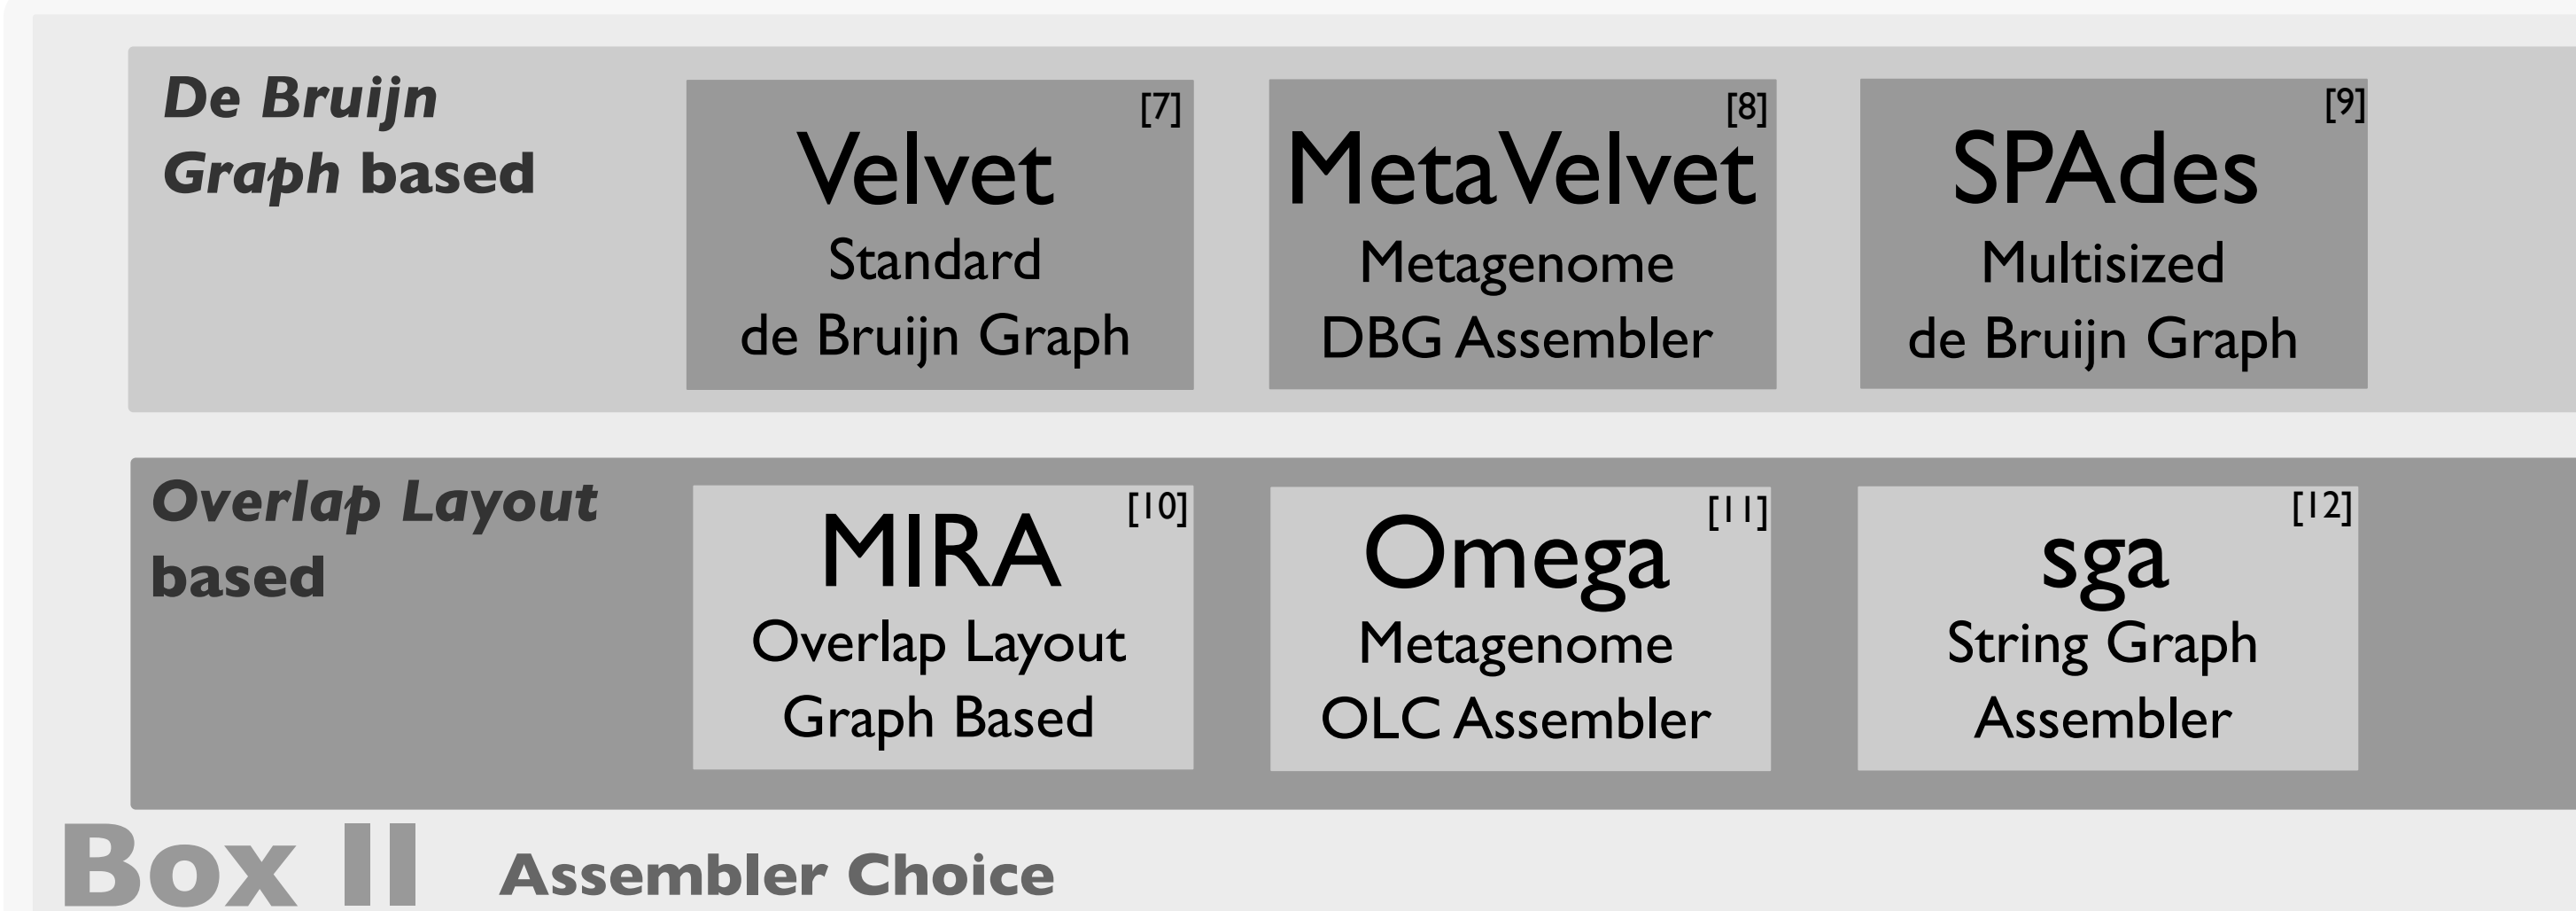 De Bruijn
Graph based
[7]
Velvet
Standard
de Bruijn Graph
[8]
MetaVelvet
Metagenome
DBG Assembler
[9]
SPAdes
Multisized
de Bruijn Graph
Overlap Layout
based
[10]
MIRA
Overlap Layout
Graph Based
[11]
Omega
Metagenome
OLC Assembler
[12]
sga
String Graph
Assembler
Box II Assembler Choice